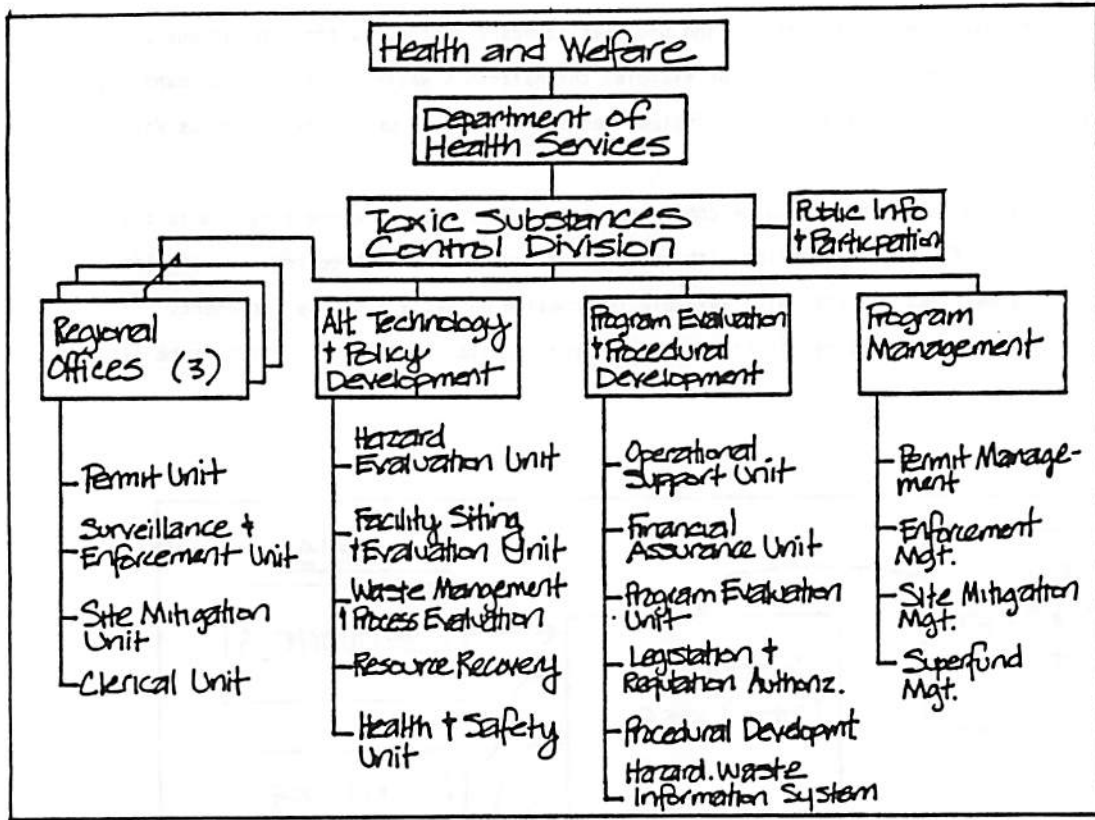 Health and Welfare
Department of
Health Services
Toxic Substances
Control Division
Public Info
+ Particpation
Regional
Offices (3)
Alt Technology
+ Policy
Development
Program Evaluation
+ Procedural
Development
Program
Management
Permit Unit
Surveillance +
Enforcement Unit
Site Mitigation
Unit
Clerical Unit
Hazard
Evaluation Unit
Facility Siting
+ Evaluation Unit
Waste Mangement
+ Process Evaluation
Resource Recovery
Health + Safety
Unit
Operational
Support Unit
Financial
Assurance Unit
Program Evaluation
Unit
Legislation +
Regulation Authoriz.
Procedural Developmt
Hazard. Waste
Information System
Permit Manage-
ment
Enforcement
Mgt.
Site Mitigation
Mgt.
Superfund
Mgt.